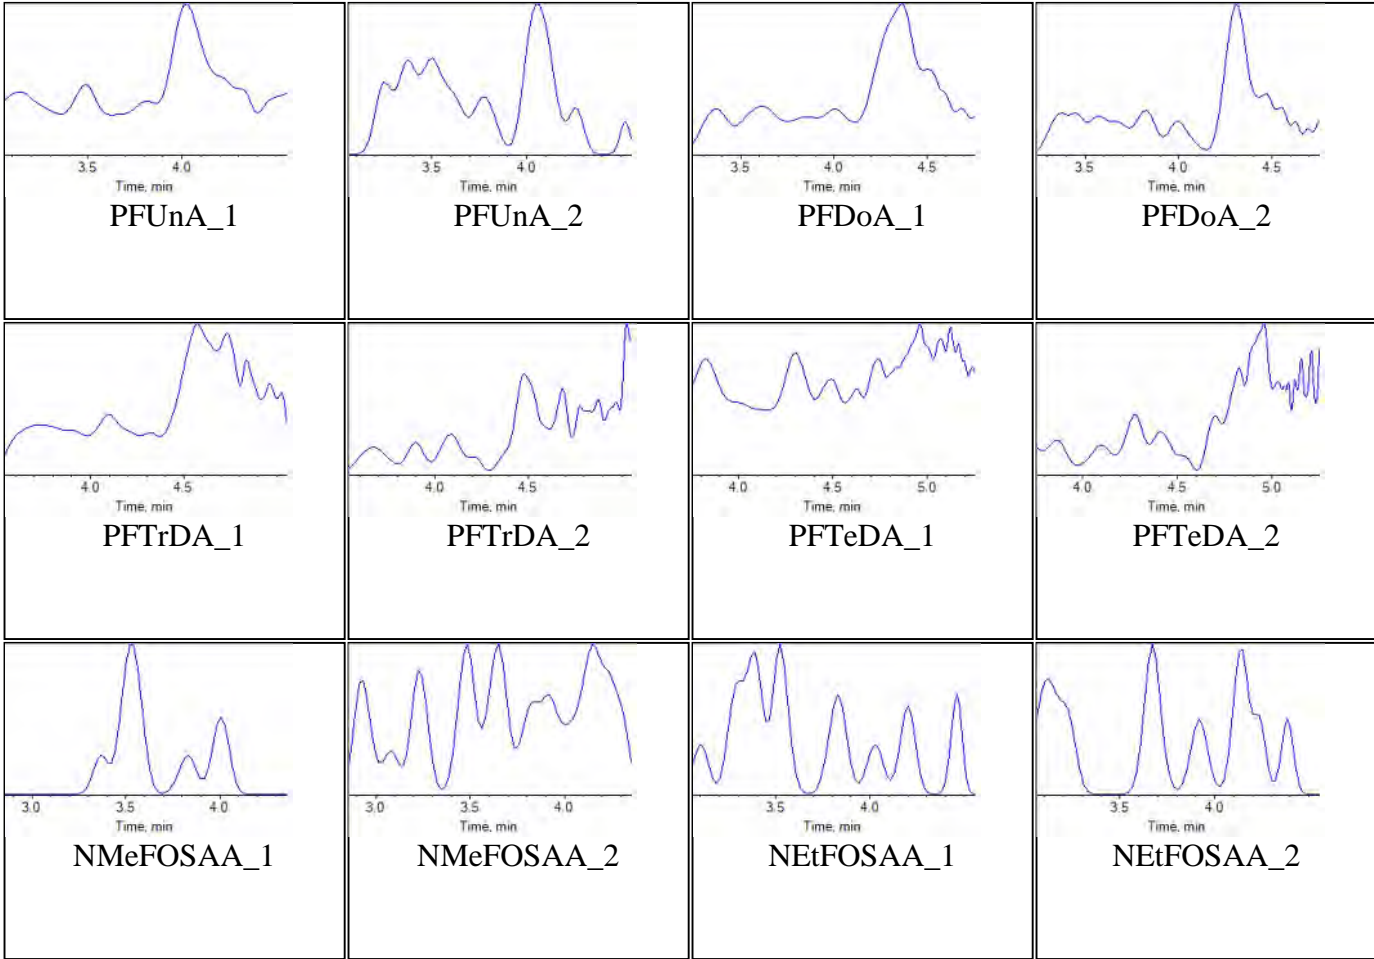 3.5 4.0
Time, min
PFUnA_1
3.5 4.0
Time, min
PFUnA_2
3.5 4.0 4.5
Time, min
PFDoA_1
3.5 4.0 4.5
Time, min
PFDoA_2
4.0 4.5
Time, min
PFTrDA_1
4.0 4.5
Time, min
PFTrDA_2
4.0 4.5 5.0
Time, min
PFTeDA_1
4.0 4.5 5.0
Time, min
PFTeDA_2
3.0 3.5 4.0
Time, min
NMeFOSAA_1
3.0 3.5 4.0
Time, min
NMeFOSAA_2
3.5 4.0
Time, min
NEtFOSAA_1
3.5 4.0
Time, min
NEtFOSAA_2